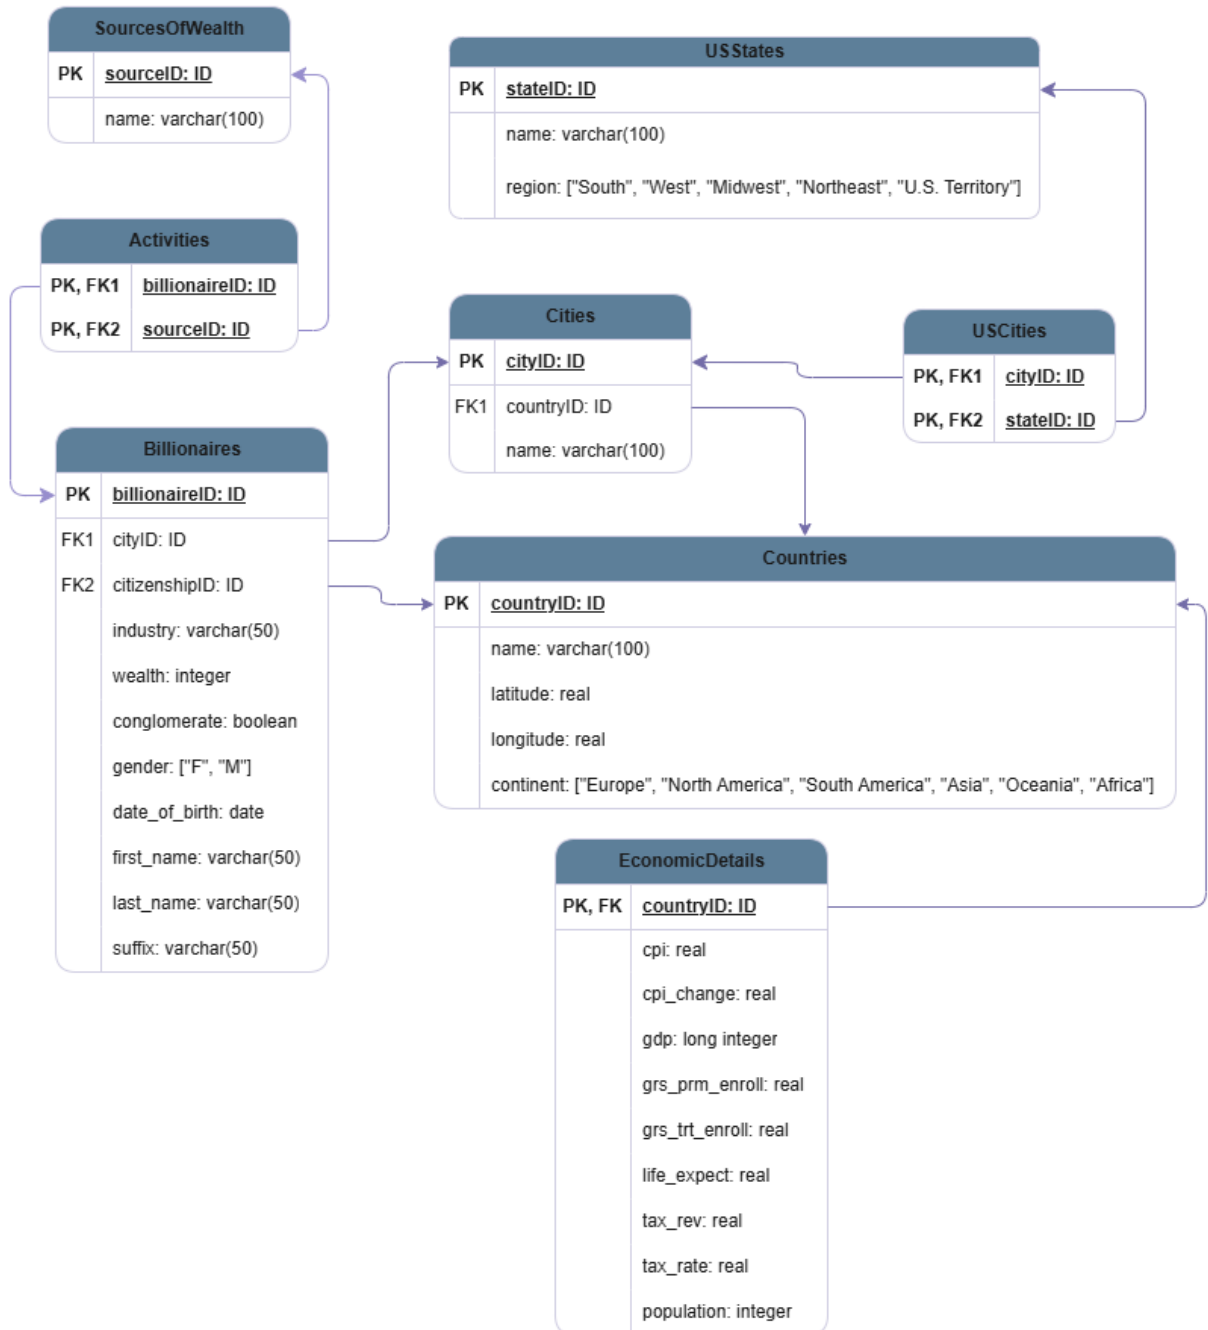 SourcesOfWealth
PK sourceID: ID
name: varchar(100)
USStates
PK stateID: ID
name: varchar(100)
region: ["South", "West", "Midwest", "Northeast", "U.S. Territory"]
Activities
PK, FK1 billionaireID: ID
PK, FK2 sourceID: ID
Cities
PK cityID: ID
FK1 countryID: ID
name: varchar(100)
USCities
PK, FK1 cityID: ID
PK, FK2 stateID: ID
Billionaires
PK billionaireID: ID
FK1 cityID: ID
FK2 citizenshipID: ID
industry: varchar(50)
wealth: integer
conglomerate: boolean
gender: ["F", "M"]
date_of_birth: date
first_name: varchar(50)
last_name: varchar(50)
suffix: varchar(50)
Countries
PK countryID: ID
name: varchar(100)
latitude: real
longitude: real
continent: ["Europe", "North America", "South America", "Asia", "Oceania", "Africa"]
EconomicDetails
PK, FK countryID: ID
cpi: real
cpi_change: real
gdp: long integer
grs_prm_enroll: real
grs_trt_enroll: real
life_expect: real
tax_rev: real
tax_rate: real
population: integer